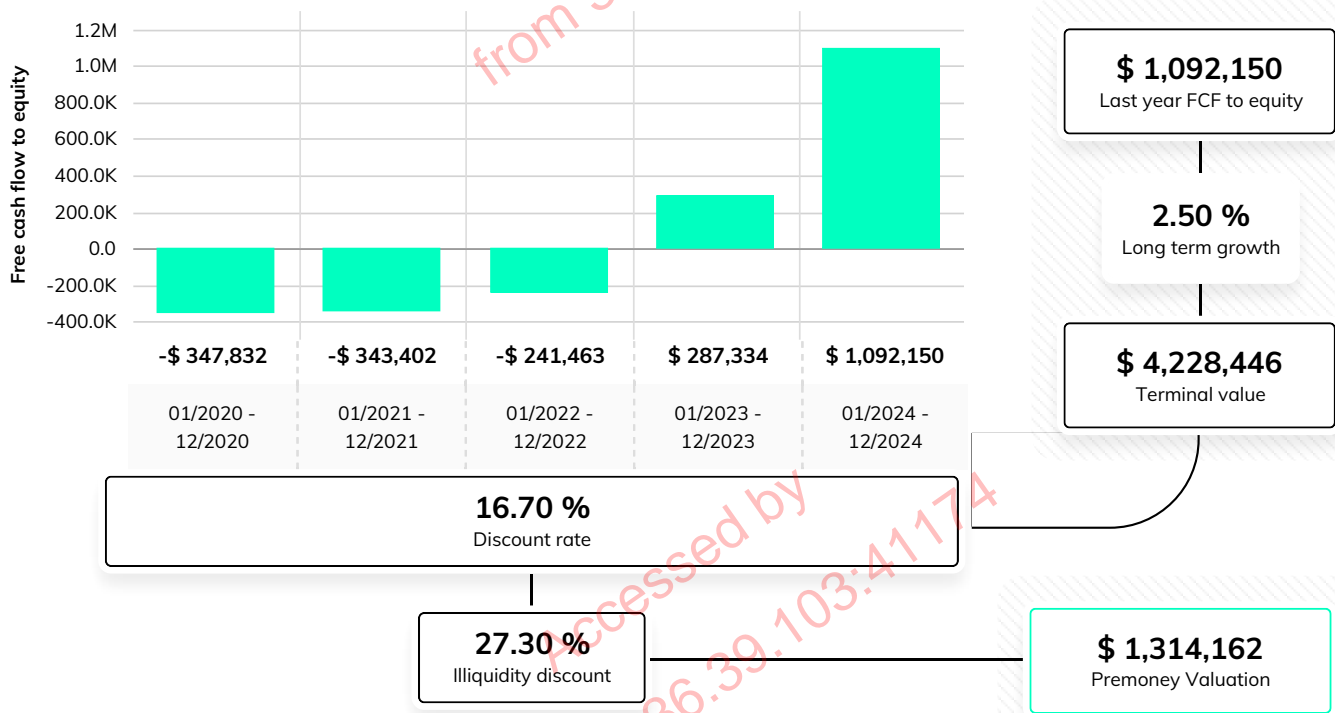 Free cash flow to equity
1.2M
1.0M
800.0K
600.0K
400.0K
200.0K
0.0
-200.0K
-400.0K
-$ 347,832
-$ 343,402
-$ 241,463
$ 287,334
$ 1,092,150
01/2020 -
12/2020
01/2021 -
12/2021
01/2022 -
12/2022
01/2023 -
12/2023
01/2024 -
12/2024
16.70 %
Discount rate
27.30 %
Illiquidity discount
$ 1,092,150
Last year FCF to equity
2.50 %
Long term growth
$ 4,228,446
Terminal value
$ 1,314,162
Premoney Valuation
from
Accessed by
36.39.103:41174